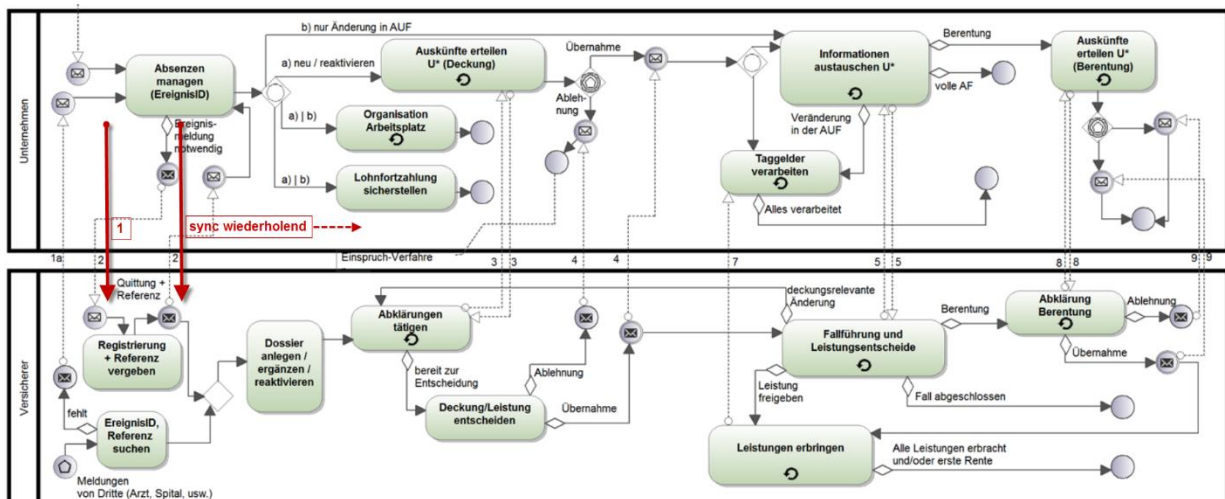 Unternehmen
b) nur Änderung in AUF
Absenzen
managen
(EreignisID)
a) neu / reaktivieren
Auskünfte erteilen
U* (Deckung)
Übernahme
Informationen
austauschen U*
Berentung
Auskünfte
erteilen U*
(Berentung)
volle AF
Ereignis-
meldung
notwendig
a) | b)
Organisation
Arbeitsplatz
Ableh-
nung
Veränderung
in der AUF
a) | b)
Lohnfortzahlung
sicherstellen
Taggelder
verarbeiten
Alles verarbeitet
1
sync wiederholend
1a
2
2
Einspruch-Verfahre
3
3
4
4
7
5
5
8
8
9
9
Versicherer
Quittung +
Referenz
Registrierung
+ Referenz
vergeben
Dossier
anlegen /
ergänzen /
reaktivieren
Abklärungen
tätigen
deckungsrelevante
Änderung
Fallführung und
Leistungsentscheide
Berentung
Abklärung
Berentung
Ablehnung
Übernahme
bereit zur
Entscheidung
Ablehnung
Deckung/Leistung
entscheiden
Übernahme
Leistung
freigeben
Fall abgeschlossen
fehlt
EreignisID,
Referenz
suchen
Leistungen erbringen
Alle Leistungen erbracht
und/oder erste Rente
Meldungen
von Dritte (Arzt, Spital, usw.)